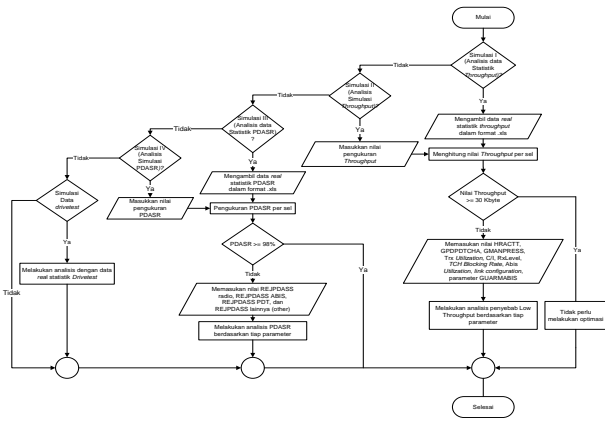 Mulai
Simulasi I
(Analisis data
Statistik
Throughput)?
Tidak
Ya
Mengambil data real
statistik throughput
dalam format .xls
Menghitung nilai Throughput per sel
Nilai Throughput
>= 30 Kbyte
Tidak
Ya
Memasukan nilai HRACTT,
GPDPDTCHA, GMANPRESS,
Trx Utilization, C/I, RxLevel,
TCH Blocking Rate, Abis
Utilization, link configuration,
parameter GUARMABIS
Melakukan analisis penyebab Low
Throughput berdasarkan tiap
parameter
Tidak perlu
melakukan optimasi
Simulasi II
(Analisis
Simulasi
Throughput)?
Tidak
Ya
Masukkan nilai
pengukuran
Throughput
Simulasi III
(Analisis data
Statistik PDASR)
?
Tidak
Ya
Mengambil data real
statistik PDASR
dalam format .xls
Pengukuran PDASR per sel
PDASR >= 98%
Tidak
Ya
Memasukan nilai REJPDASS
radio, REJPDASS ABIS,
REJPDASS PDT, dan
REJPDASS lainnya (other)
Melakukan analisis PDASR
berdasarkan tiap parameter
Simulasi IV
(Analisis
Simulasi
PDASR)?
Tidak
Ya
Masukkan nilai
pengukuran
PDASR
Simulasi
Data
drivetest
Ya
Tidak
Melakukan analisis dengan data
real statistik Drivetest
Selesai